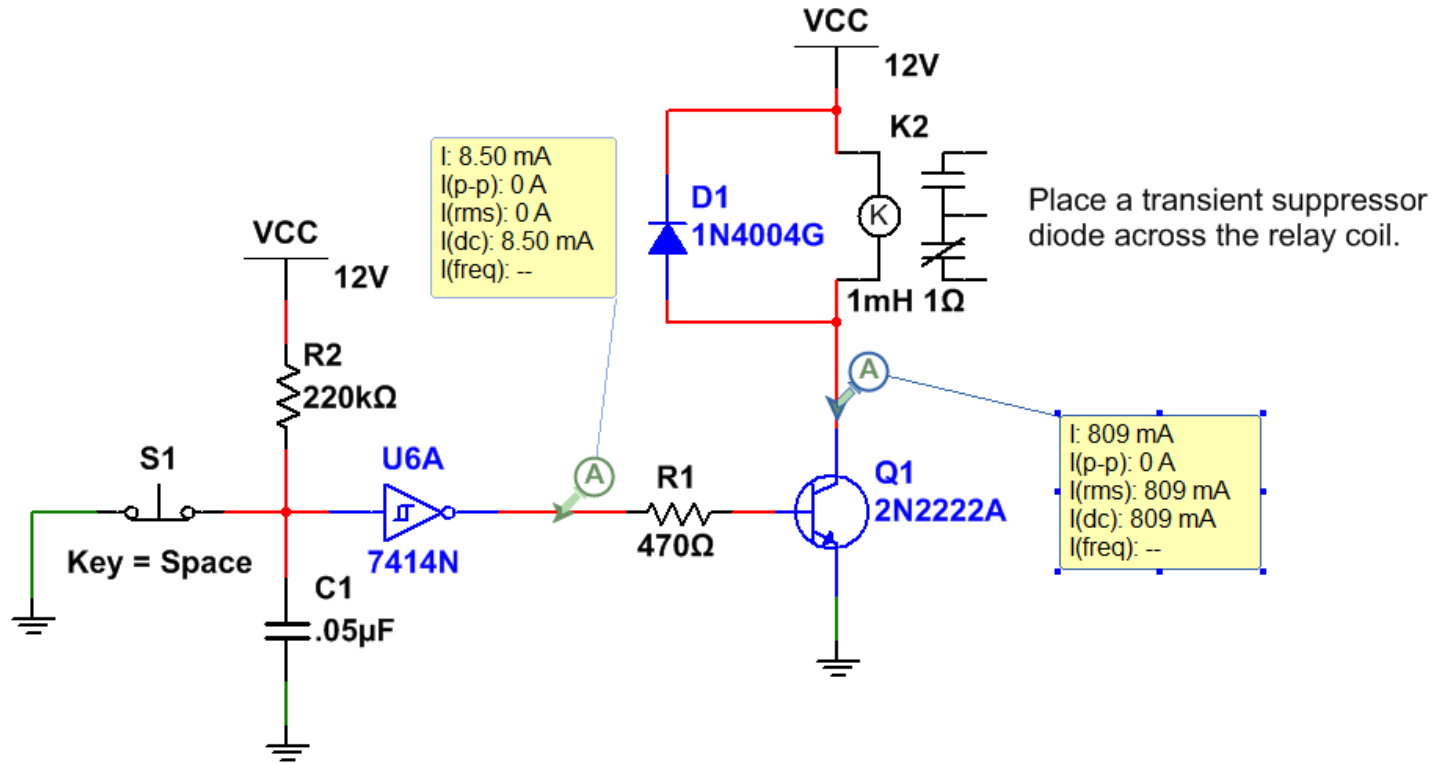 VCC
12V
K2
I: 8.50 mA
I(p-p): 0 A
I(rms): 0 A
I(dc): 8.50 mA
I(freq): --
D1
1N4004G
K
Place a transient suppressor
diode across the relay coil.
VCC
12V
1mH 1Ω
R2
220kΩ
A
I: 809 mA
I(p-p): 0 A
I(rms): 809 mA
I(dc): 809 mA
I(freq): --
S1
U6A
A
R1
Q1
2N2222A
Key = Space
7414N
470Ω
C1
.05µF